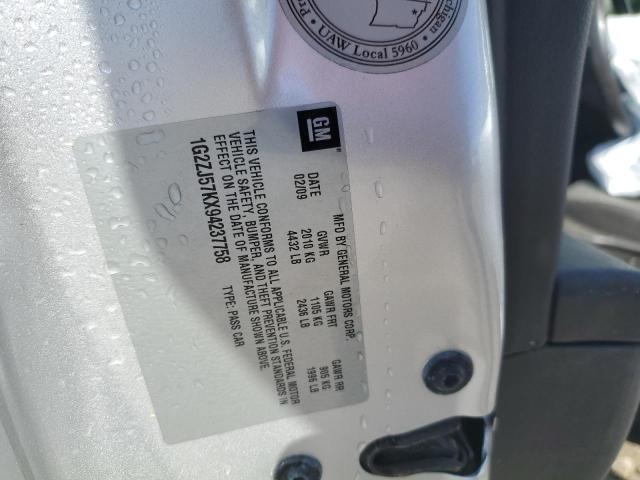 Pr
chigan
UAW Local 5960
GM
MFD BY GENERAL MOTORS CORP.
DATE GVWR GAWR FRT GAWR RR
02/09 2010 KG 1105 KG 905 KG
4432 LB 2436 LB 1996 LB
THIS VEHICLE CONFORMS TO ALL APPLICABLE U.S. FEDERAL MOTOR
VEHICLE SAFETY, BUMPER, AND THEFT PREVENTION STANDARDS IN
EFFECT ON THE DATE OF MANUFACTURE SHOWN ABOVE.
1G2ZJ57KX94237758 TYPE: PASS CAR